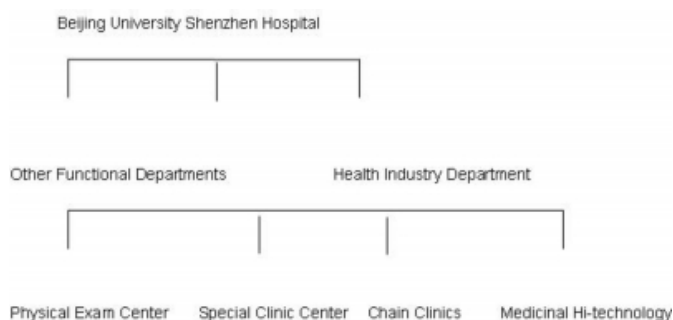 Beijing University Shenzhen Hospital
Other Functional Departments Health Industry Department
Physical Exam Center Special Clinic Center Chain Clinics Medicinal Hi-technology